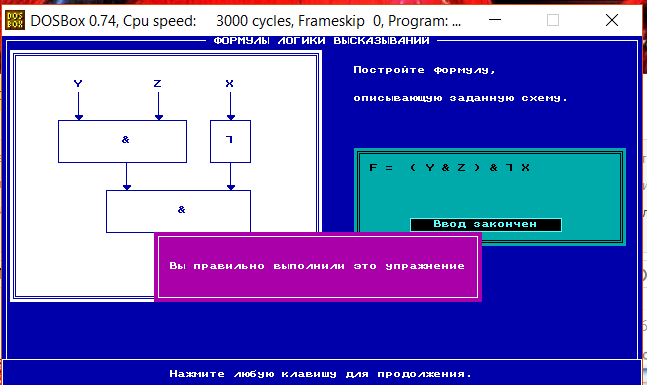 DOSBox 0.74, Cpu speed: 3000 cycles, Frameskip 0, Program: ...
ФОРМУЛЫ ЛОГИКИ ВЫСКАЗЫВАНИЙ
Y Z X
& ך
&
Постройте формулу,
описывающую заданную схему.
F = ( Y & Z ) & ך X
Ввод закончен
Вы правильно выполнили это упражнение
Нажмите любую клавишу для продолжения.